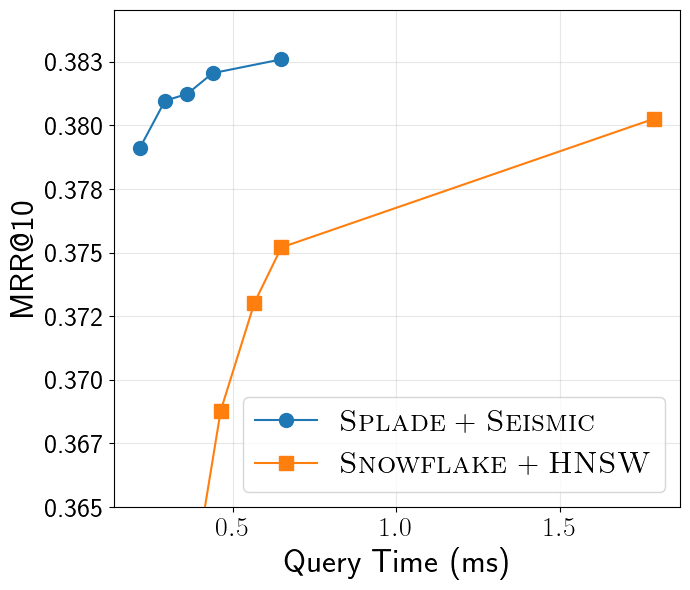 MRR@10
0.383
0.380
0.378
0.375
0.372
0.370
0.367
0.365
SPLADE + SEISMIC
SNOWFLAKE + HNSW
0.5 1.0 1.5
Query Time (ms)